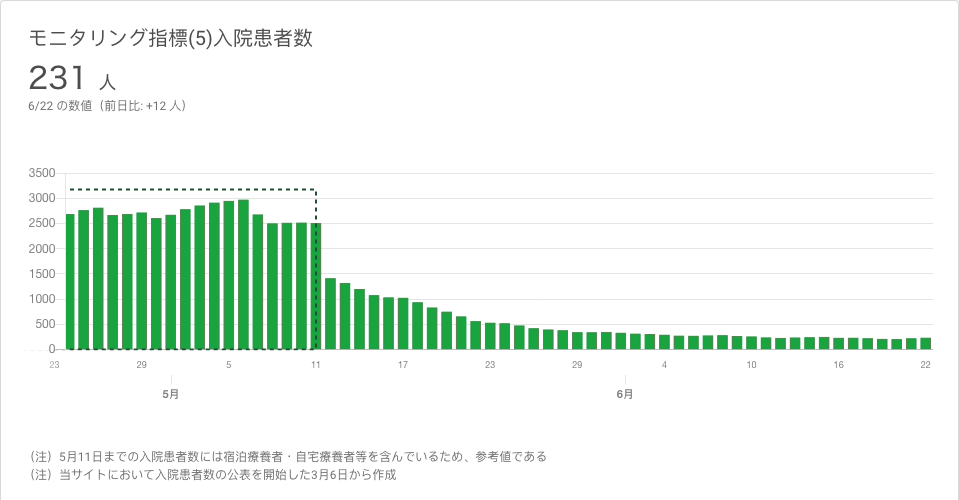 モニタリング指標(5)入院患者数
231 人
6/22 の数値（前日比: +12 人）
3500
3000
2500
2000
1500
1000
500
0
23 29 5 11 17 23 29 4 10 16 22
5月 6月
（注）5月11日までの入院患者数には宿泊療養者・自宅療養者等を含んでいるため、参考値である
（注）当サイトにおいて入院患者数の公表を開始した3月6日から作成